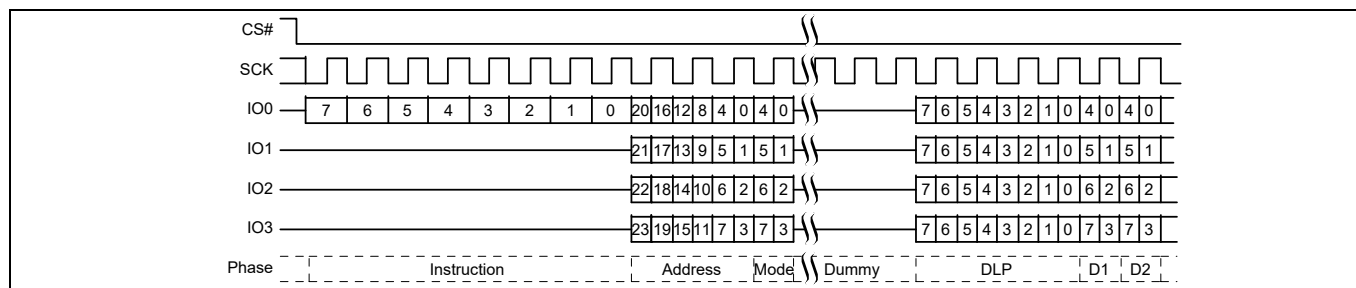 CS#
SCK
IO0 7 6 5 4 3 2 1 0 20 16 12 8 4 0 4 0 7 6 5 4 3 2 1 0 4 0 4 0
IO1 21 17 13 9 5 1 5 1 7 6 5 4 3 2 1 0 5 1 5 1
IO2 22 18 14 10 6 2 6 2 7 6 5 4 3 2 1 0 6 2 6 2
IO3 23 19 15 11 7 3 7 3 7 6 5 4 3 2 1 0 7 3 7 3
Phase Instruction Address Mode Dummy DLP D1 D2